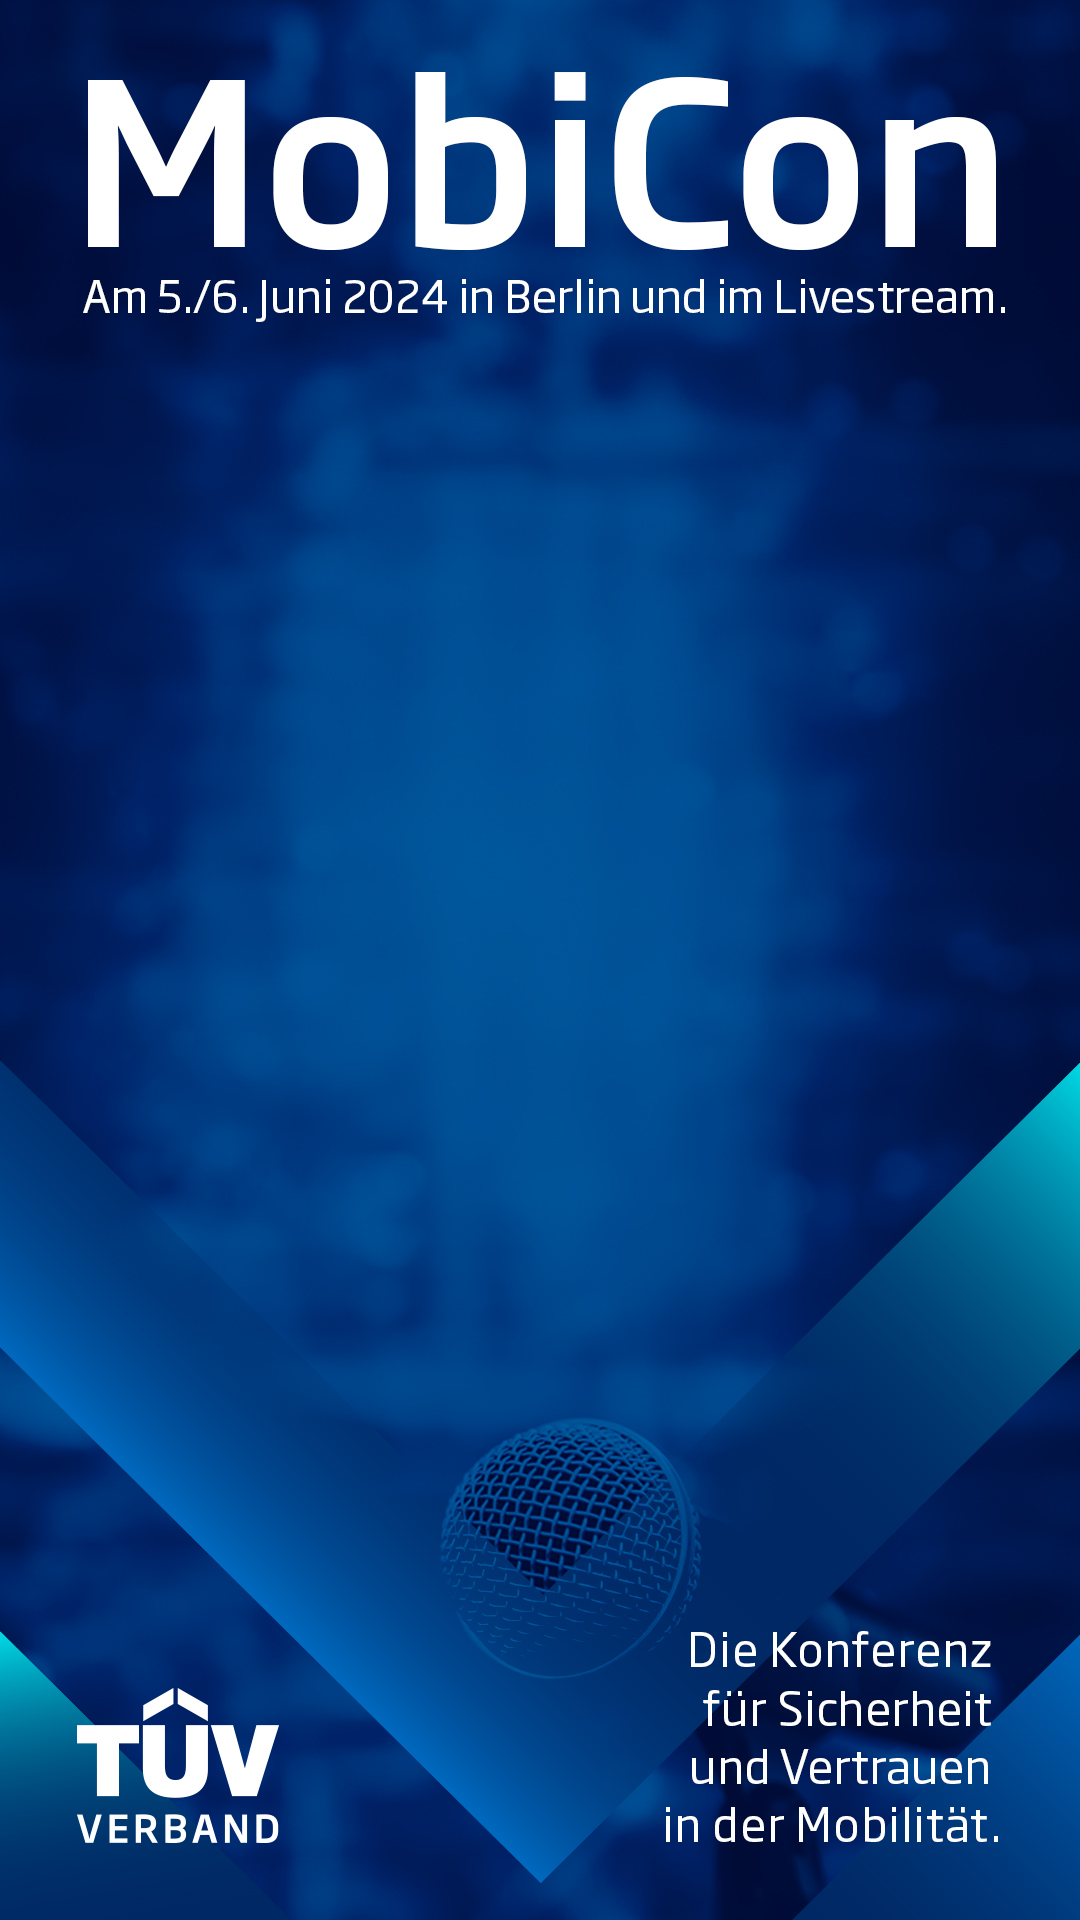 MobiCon
Am 5./6. Juni 2024 in Berlin und im Livestream.
Die Konferenz
für Sicherheit
und Vertrauen
in der Mobilität.
TÜV
VERBAND